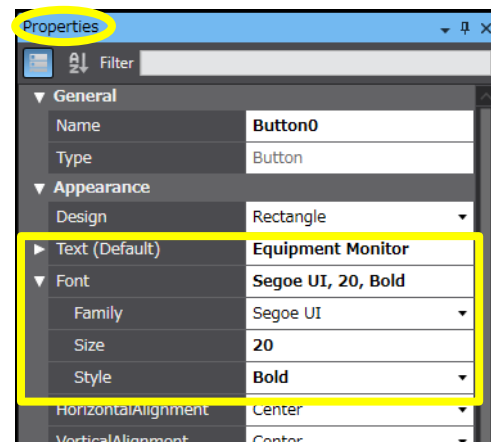 Properties
Filter
General
Name Button0
Type Button
Appearance
Design Rectangle
Text (Default) Equipment Monitor
Font Segoe UI, 20, Bold
Family Segoe UI
Size 20
Style Bold
HorizontalAlignment Center
VerticalAlignment Center